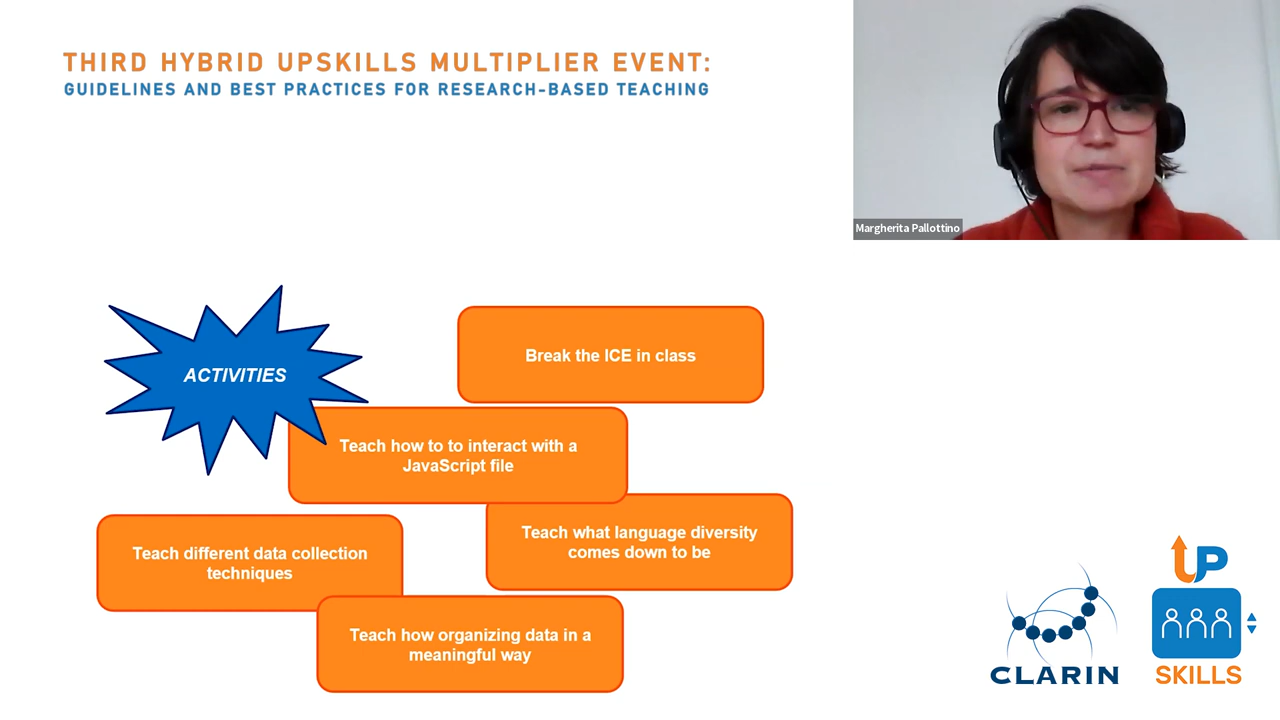 THIRD HYBRID UPSKILLS MULTIPLIER EVENT:
GUIDELINES AND BEST PRACTICES FOR RESEARCH-BASED TEACHING
Margherita Pallottino
ACTIVITIES
Break the ICE in class
Teach how to to interact with a
JavaScript file
Teach what language diversity
comes down to be
Teach different data collection
techniques
Teach how organizing data in a
meaningful way
CLARIN
UP
SKILLS